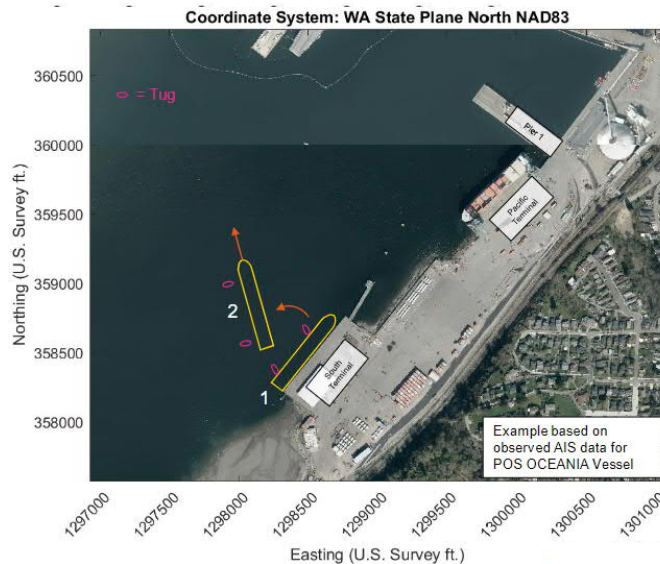 Coordinate System: WA State Plane North NAD83
360500
= Tug
Pier 1
360000
Pacific
Terminal
359500
Northing (U.S. Survey ft.)
359000
2
358500
South
Terminal
1
358000
Example based on
observed AIS data for
POS OCEANIA Vessel
1297000
1297500
1298000
1298500
1299000
1299500
1300000
1300500
1301000
Easting (U.S. Survey ft.)